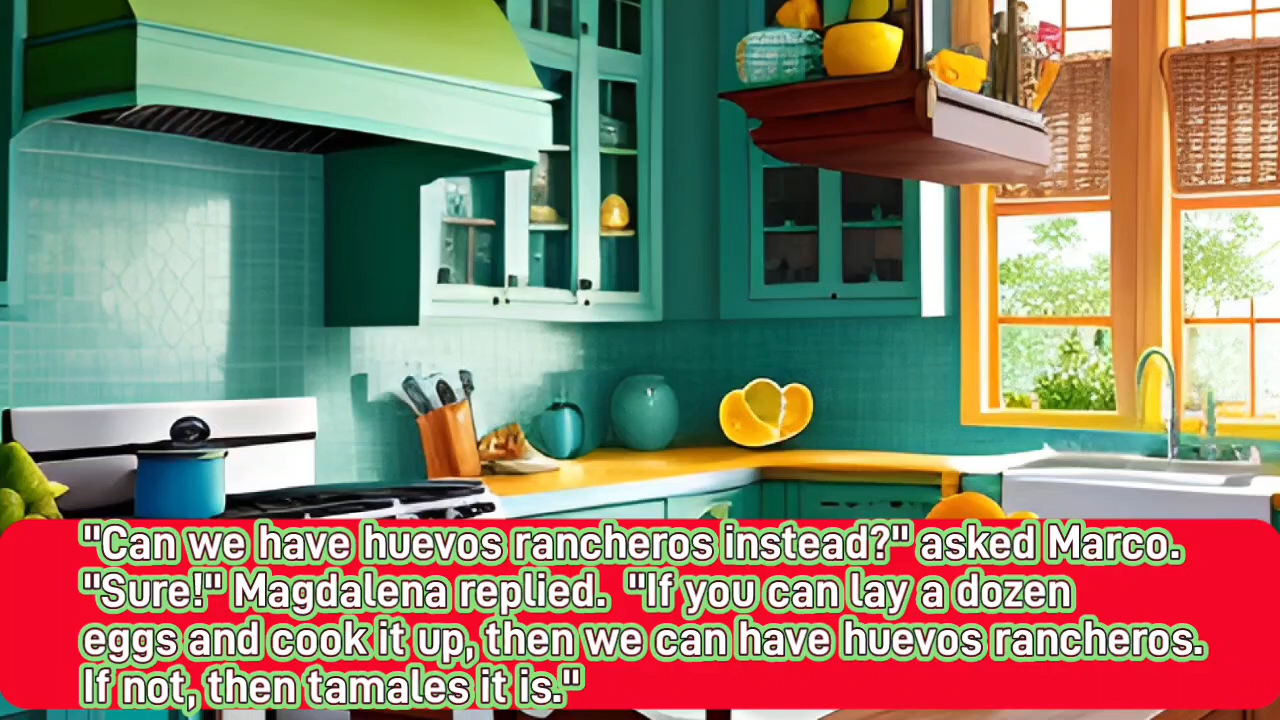 "Can we have huevos rancheros instead?" asked Marco.
"Sure!" Magdalena replied.  "If you can lay a dozen
eggs and cook it up, then we can have huevos rancheros.
If not, then tamales it is."